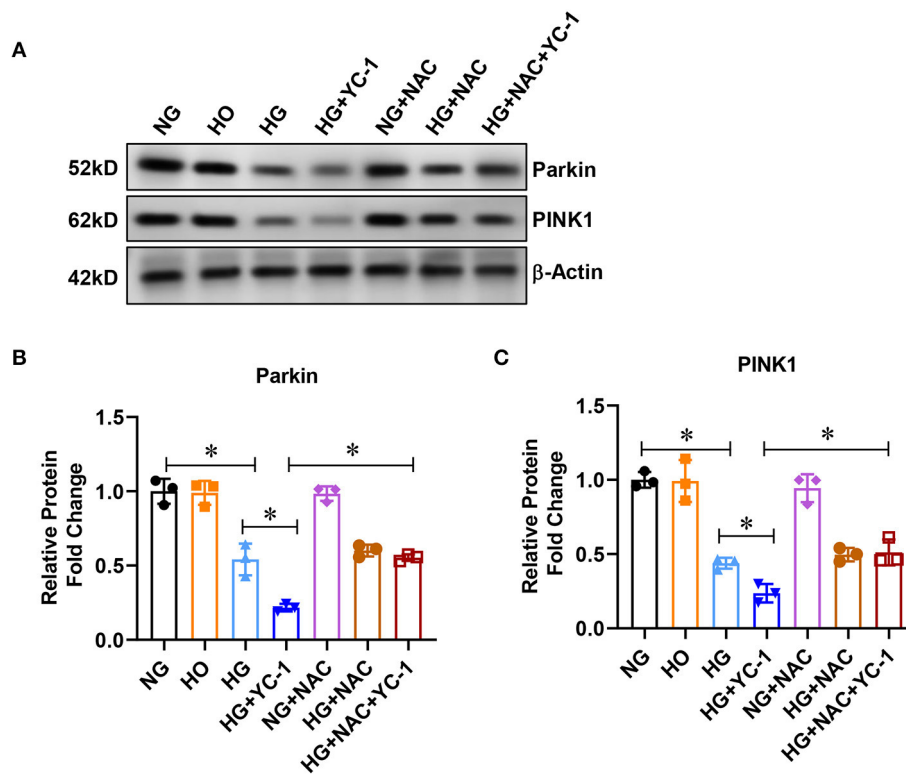 A
NG HO HG HG+YC-1 NG+NAC HG+NAC HG+NAC+YC-1
52kD Parkin
62kD PINK1
42kD β-Actin
B
Parkin
Relative Protein
Fold Change
1.5
1.0
0.5
0.0
* * *
NG HO HG HG+YC-1 NG+NAC HG+NAC HG+NAC+YC-1
C
PINK1
Relative Protein
Fold Change
1.5
1.0
0.5
0.0
* * *
NG HO HG HG+YC-1 NG+NAC HG+NAC HG+NAC+YC-1